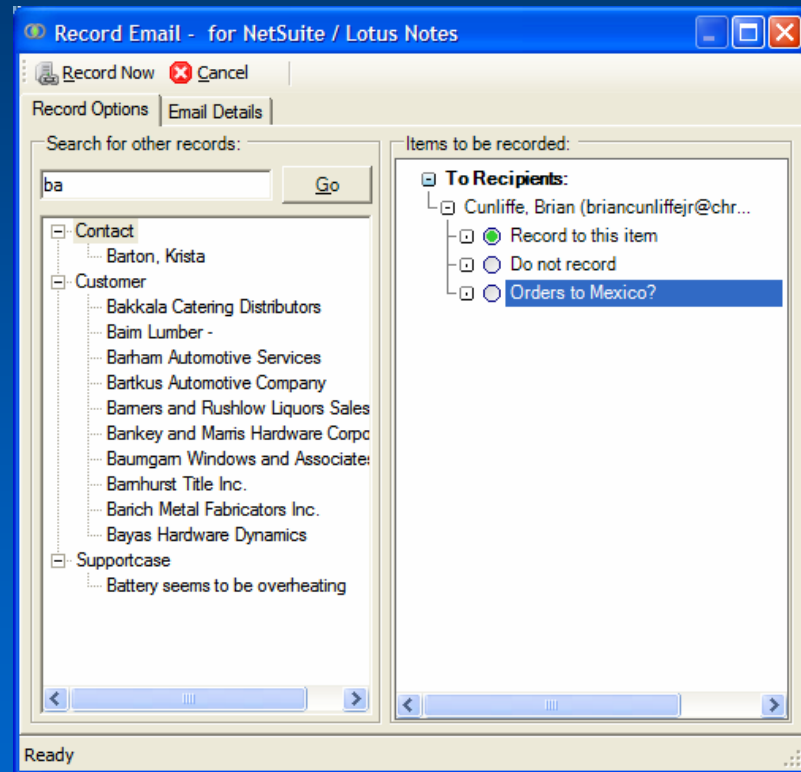 Record Email -  for NetSuite / Lotus Notes
Record Now Cancel
Record Options Email Details
Search for other records:
ba Go
Contact
Barton, Krista
Customer
Bakkala Catering Distributors
Baim Lumber -
Barham Automotive Services
Bartkus Automotive Company
Barners and Rushlow Liquors Sales
Bankey and Marris Hardware Corpo
Baumgarn Windows and Associates
Barnhurst Title Inc.
Barich Metal Fabricators Inc.
Bayas Hardware Dynamics
Supportcase
Battery seems to be overheating
Items to be recorded:
To Recipients:
Cunliffe, Brian (briancunliffejr@chr...
Record to this item
Do not record
Orders to Mexico?
Ready